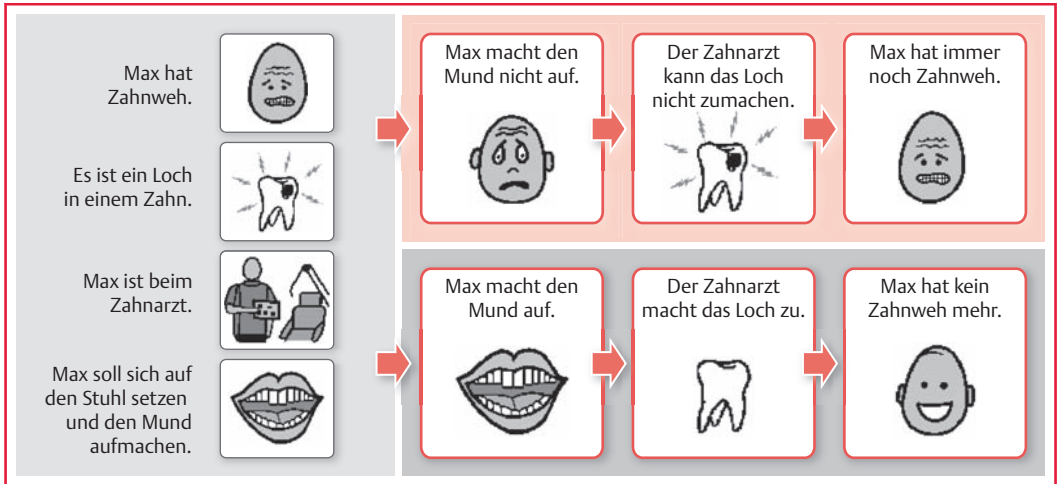 Max hat
Zahnweh.
Es ist ein Loch
in einem Zahn.
Max ist beim
Zahnarzt.
Max soll sich auf
den Stuhl setzen
und den Mund
aufmachen.
Max macht den
Mund nicht auf.
Der Zahnarzt
kann das Loch
nicht zumachen.
Max hat immer
noch Zahnweh.
Max macht den
Mund auf.
Der Zahnarzt
macht das Loch zu.
Max hat kein
Zahnweh mehr.